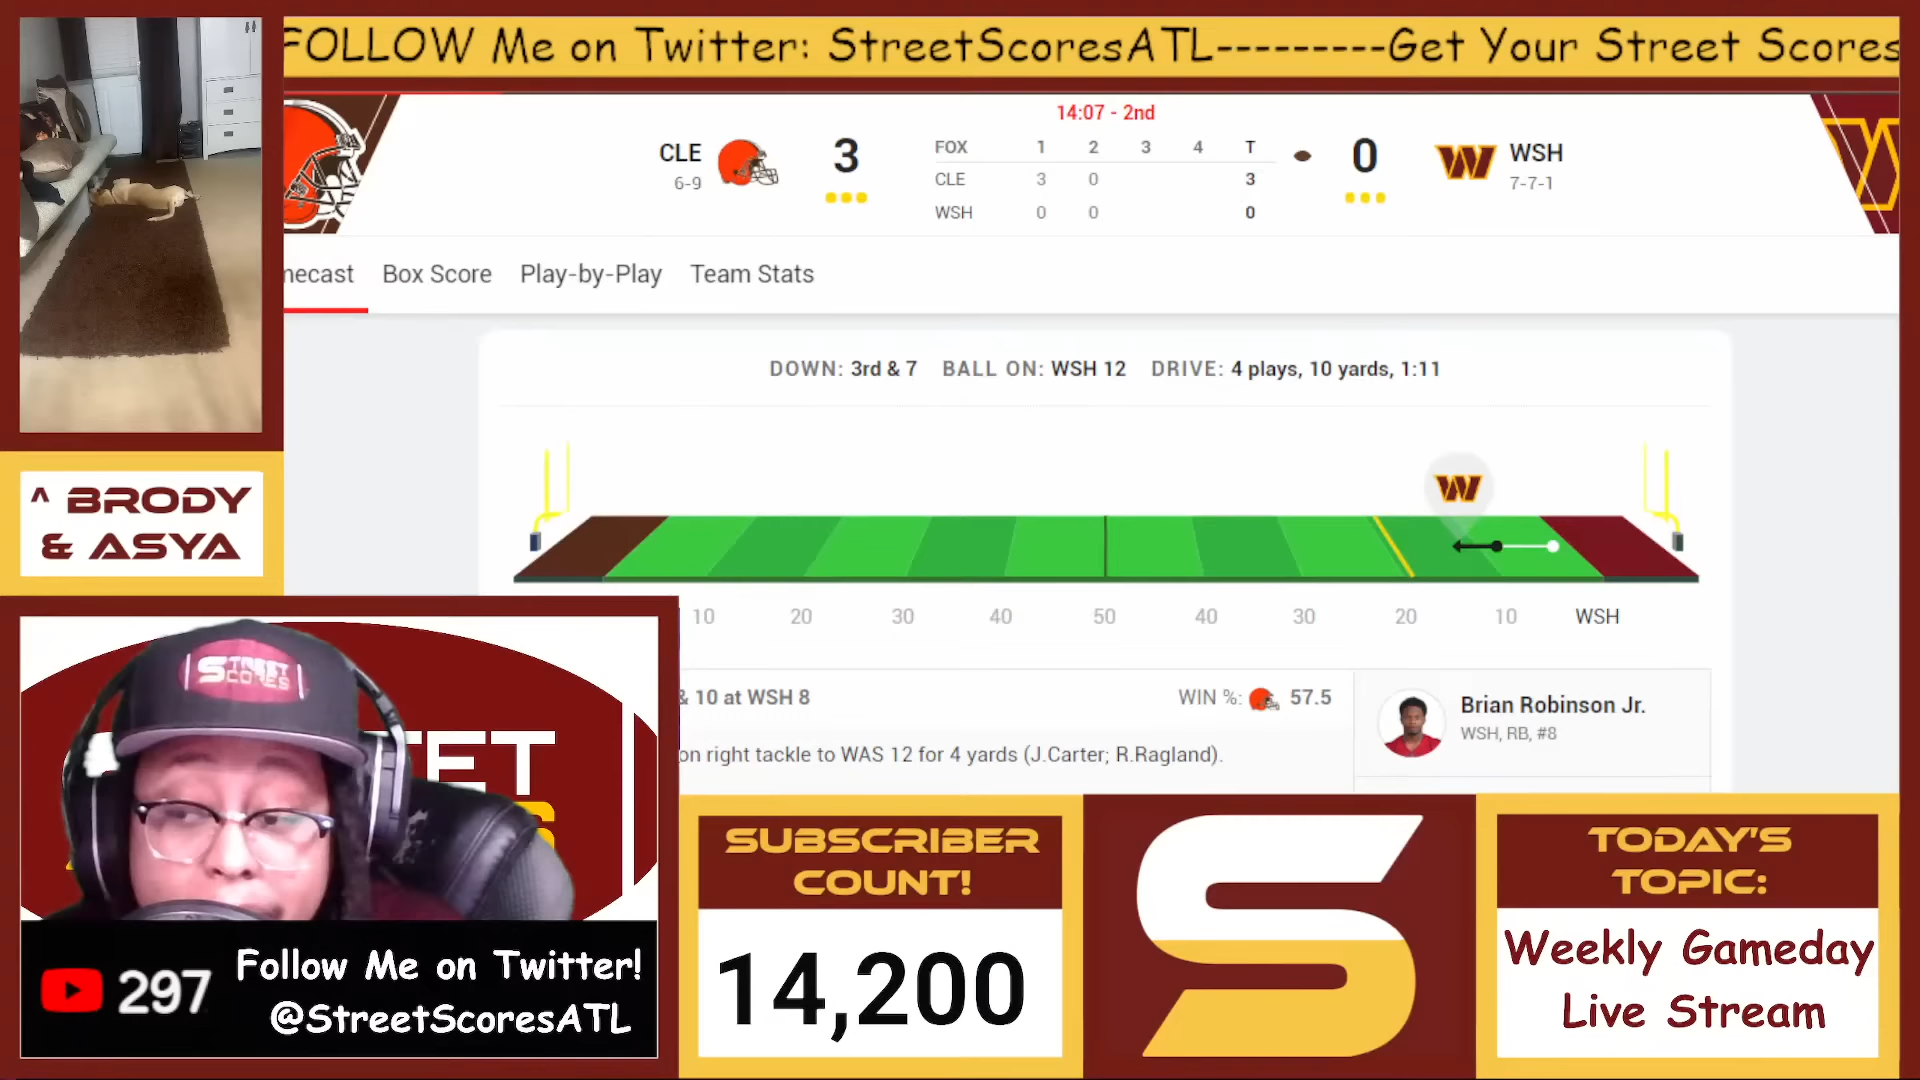 FOLLOW Me on Twitter: StreetScoresATL---------Get Your Street Scores
14:07 - 2nd
CLE
6-9
3
FOX 1 2 3 4 T
CLE 3 0 3
WSH 0 0 0
0
WSH
7-7-1
necast Box Score Play-by-Play Team Stats
DOWN: 3rd & 7 BALL ON: WSH 12 DRIVE: 4 plays, 10 yards, 1:11
W
10 20 30 40 50 40 30 20 10 WSH
& 10 at WSH 8
WIN %: 57.5
on right tackle to WAS 12 for 4 yards (J.Carter; R.Ragland).
Brian Robinson Jr.
WSH, RB, #8
^ BRODY
& ASYA
STREET
SCORES
297
Follow Me on Twitter!
@StreetScoresATL
SUBSCRIBER
COUNT!
14,200
S
TODAY'S
TOPIC:
Weekly Gameday
Live Stream